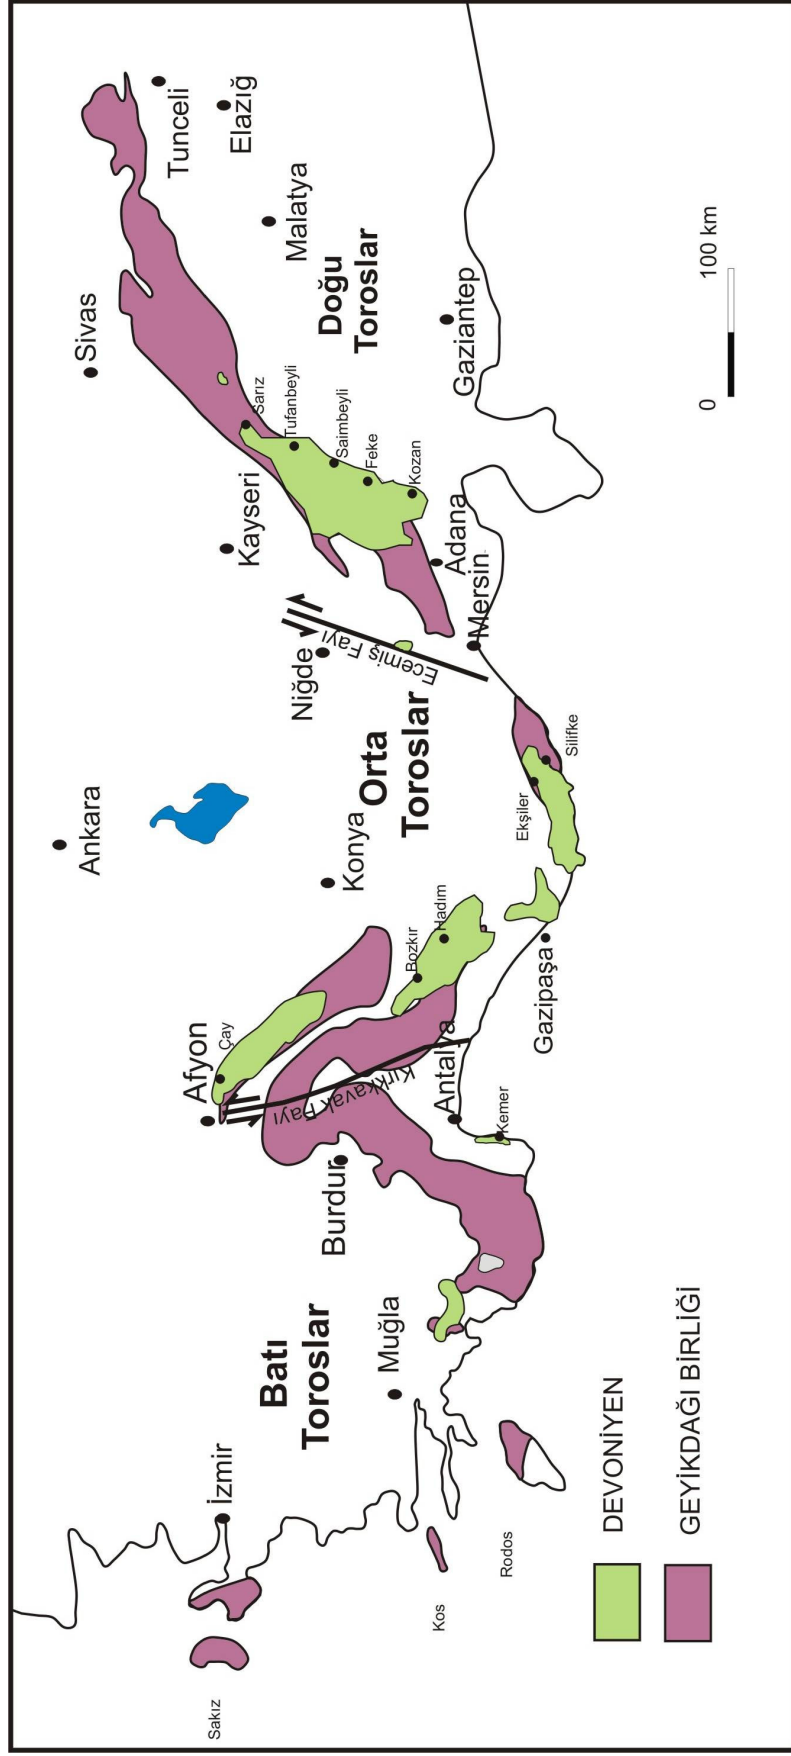 Ankara
Sivas
Tunceli
Elazığ
Malatya
Kayseri
Afyon
Çay
İzmir
Sakız
Niğde
Ecemiş Fayı
Sarız
Tufanbeyli
Saimbeyli
Feke
Kozan
Doğu
Toroslar
Gaziantep
Adana
Mersin
Konya
Orta
Toroslar
Burdur
Kırkkavak Fayı
Bozkır
Hadım
Batı
Toroslar
Muğla
Antalya
Kemer
Gazipaşa
Ekşiler
Silifke
Kos
Rodos
0
100 km
DEVONİYEN
GEYİKDAĞI BİRLİĞİ